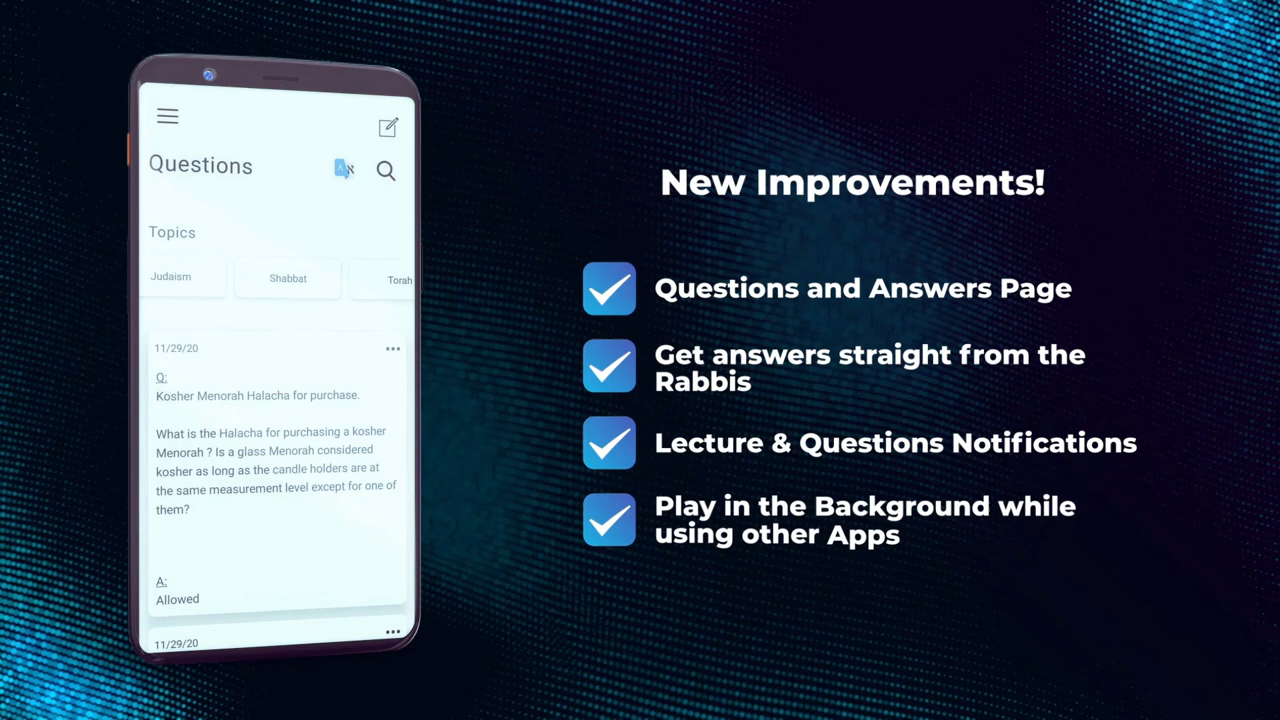 Questions
Topics
Judaism
Shabbat
Torah
11/29/20
Q:
Kosher Menorah Halacha for purchase.
What is the Halacha for purchasing a kosher
Menorah ? Is a glass Menorah considered
kosher as long as the candle holders are at
the same measurement level except for one of
them?
A:
Allowed
11/29/20
New Improvements!
Questions and Answers Page
Get answers straight from the
Rabbis
Lecture & Questions Notifications
Play in the Background while
using other Apps